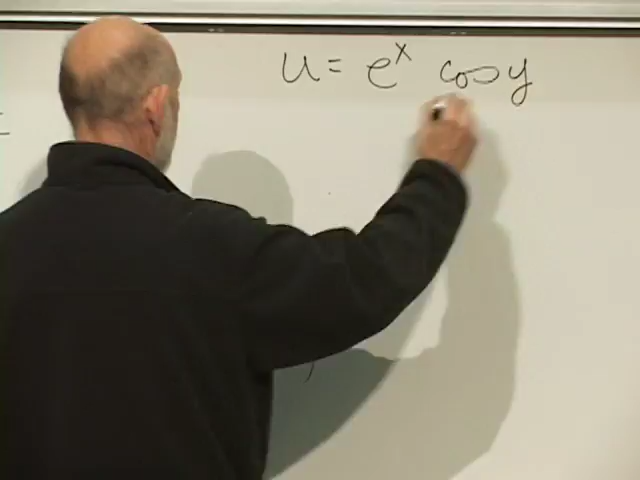 u = e^x cos y